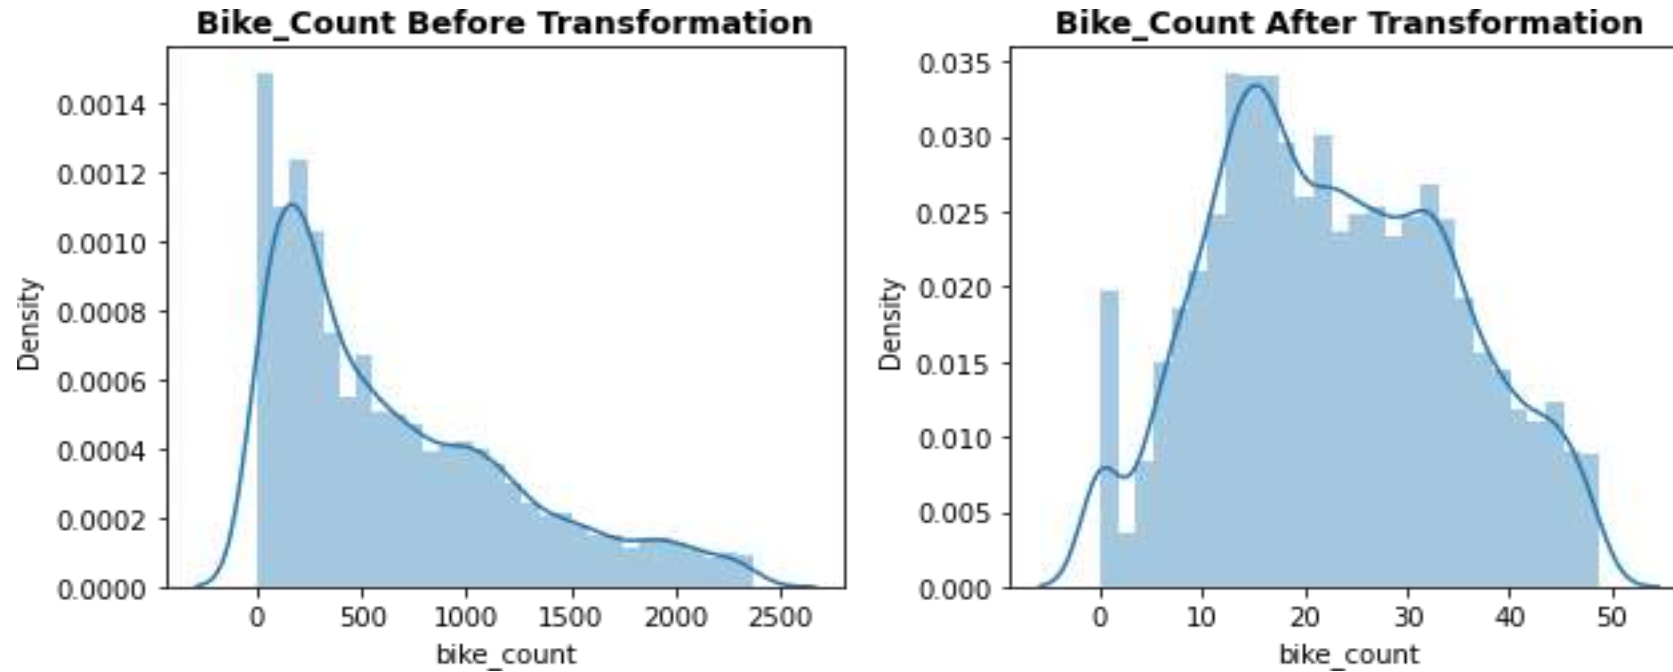 Bike_Count Before Transformation
Density
0.0014
0.0012
0.0010
0.0008
0.0006
0.0004
0.0002
0.0000
0 500 1000 1500 2000 2500
bike_count
Bike_Count After Transformation
Density
0.035
0.030
0.025
0.020
0.015
0.010
0.005
0.000
0 10 20 30 40 50
bike_count